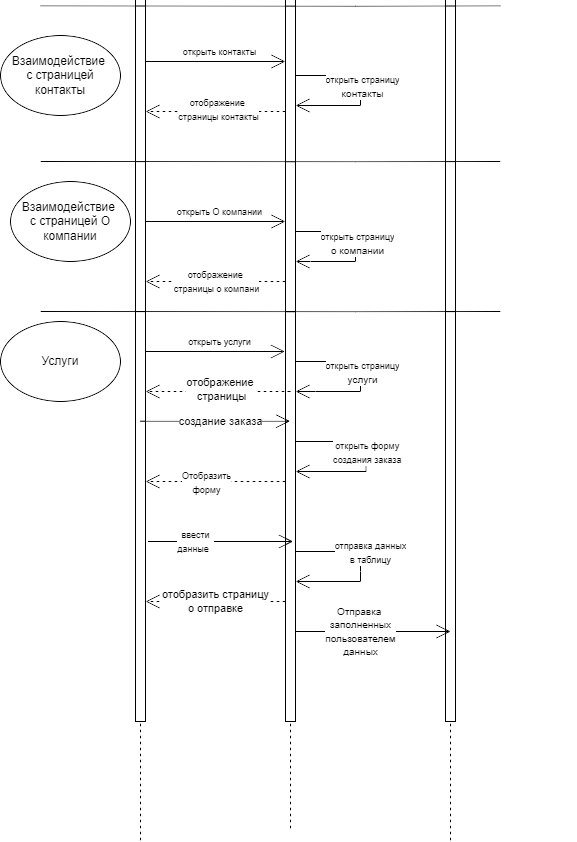 Взаимодействие
с страницей
контакты
открыть контакты
открыть страницу
контакты
отображение
страницы контакты
Взаимодействие
с страницей О
компании
открыть О компании
открыть страницу
о компании
отображение
страницы о компани
Услуги
открыть услуги
открыть страницу
услуги
отображение
страницы
создание заказа
открыть форму
создания заказа
Отобразить
форму
ввести
данные
отправка данных
в таблицу
отобразить страницу
о отправке
Отправка
заполненных
пользователем
данных